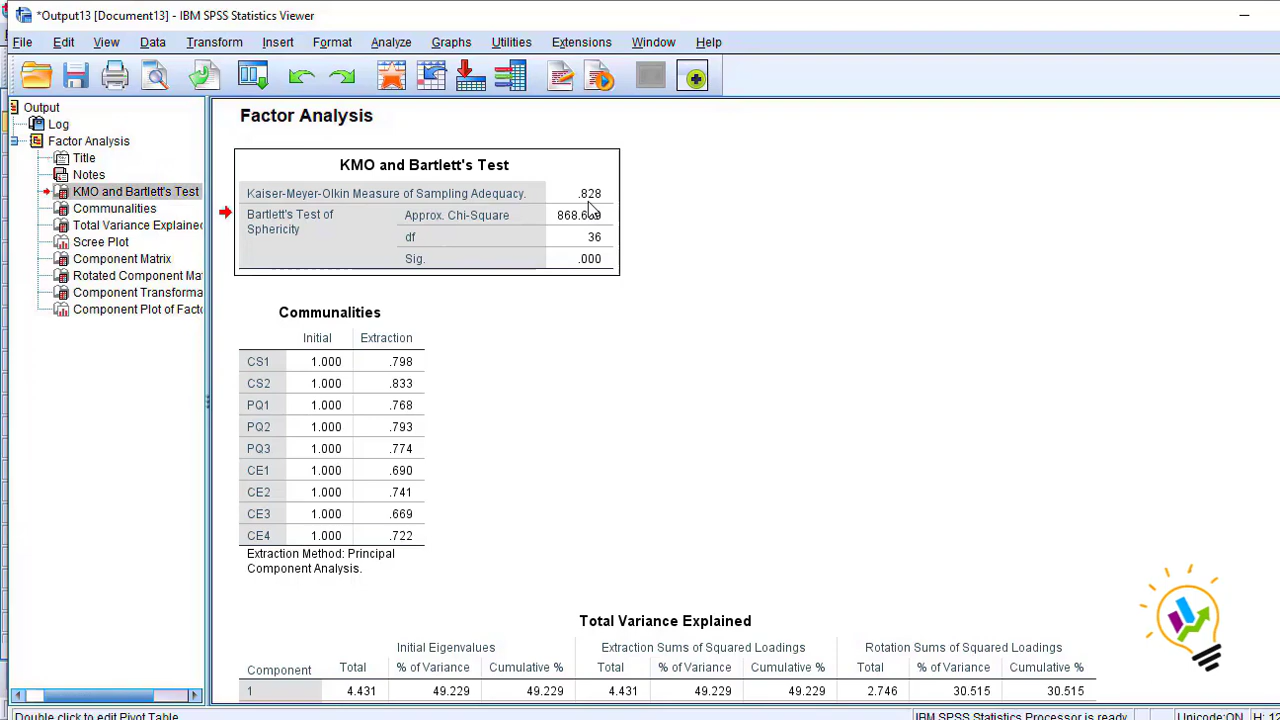 *Output13 [Document13] - IBM SPSS Statistics Viewer
File Edit View Data Transform Insert Format Analyze Graphs Utilities Extensions Window Help
Output
Log
Factor Analysis
Title
Notes
KMO and Bartlett's Test
Communalities
Total Variance Explained
Scree Plot
Component Matrix
Rotated Component Ma
Component Transforma
Component Plot of Facto
Factor Analysis
KMO and Bartlett's Test
Kaiser-Meyer-Olkin Measure of Sampling Adequacy. .828
Bartlett's Test of Sphericity Approx. Chi-Square
df 36
Sig. .000
Communalities
Initial Extraction
CS1 1.000 .798
CS2 1.000 .833
PQ1 1.000 .768
PQ2 1.000 .793
PQ3 1.000 .774
CE1 1.000 .690
CE2 1.000 .741
CE3 1.000 .669
CE4 1.000 .722
Extraction Method: Principal
Component Analysis.
Total Variance Explained
Initial Eigenvalues Extraction Sums of Squared Loadings Rotation Sums of Squared Loadings
Component Total % of Variance Cumulative % Total % of Variance Cumulative % Total % of Variance Cumulative %
1 4.431 49.229 49.229 4.431 49.229 49.229 2.746 30.515 30.515
Double click to edit Pivot Table IBM SPSS Statistics Processor is ready Unicode:ON